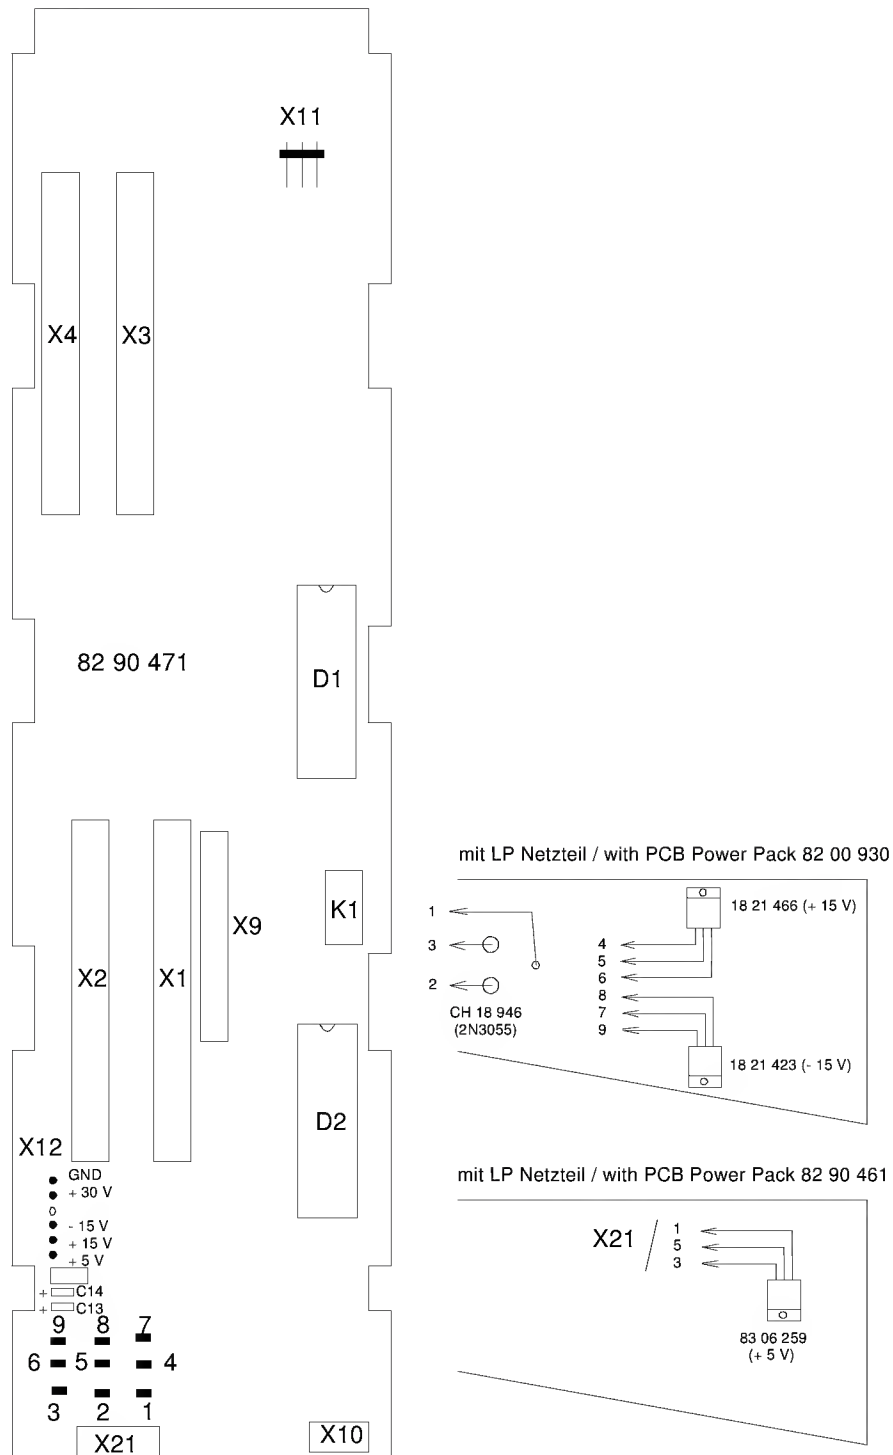 X11
X4
X3
82 90 471
D1
mit LP Netzteil / with PCB Power Pack 82 00 930
18 21 466 (+ 15 V)
1
3
2
CH 18 946
(2N3055)
4
5
6
8
7
9
18 21 423 (- 15 V)
K1
X9
X2
X1
D2
X12
GND
+ 30 V
- 15 V
+ 15 V
+ 5 V
+ C14
+ C13
9 8 7
6 5 4
3 2 1
X21
X10
mit LP Netzteil / with PCB Power Pack 82 90 461
X21 /
1
5
3
83 06 259
(+ 5 V)